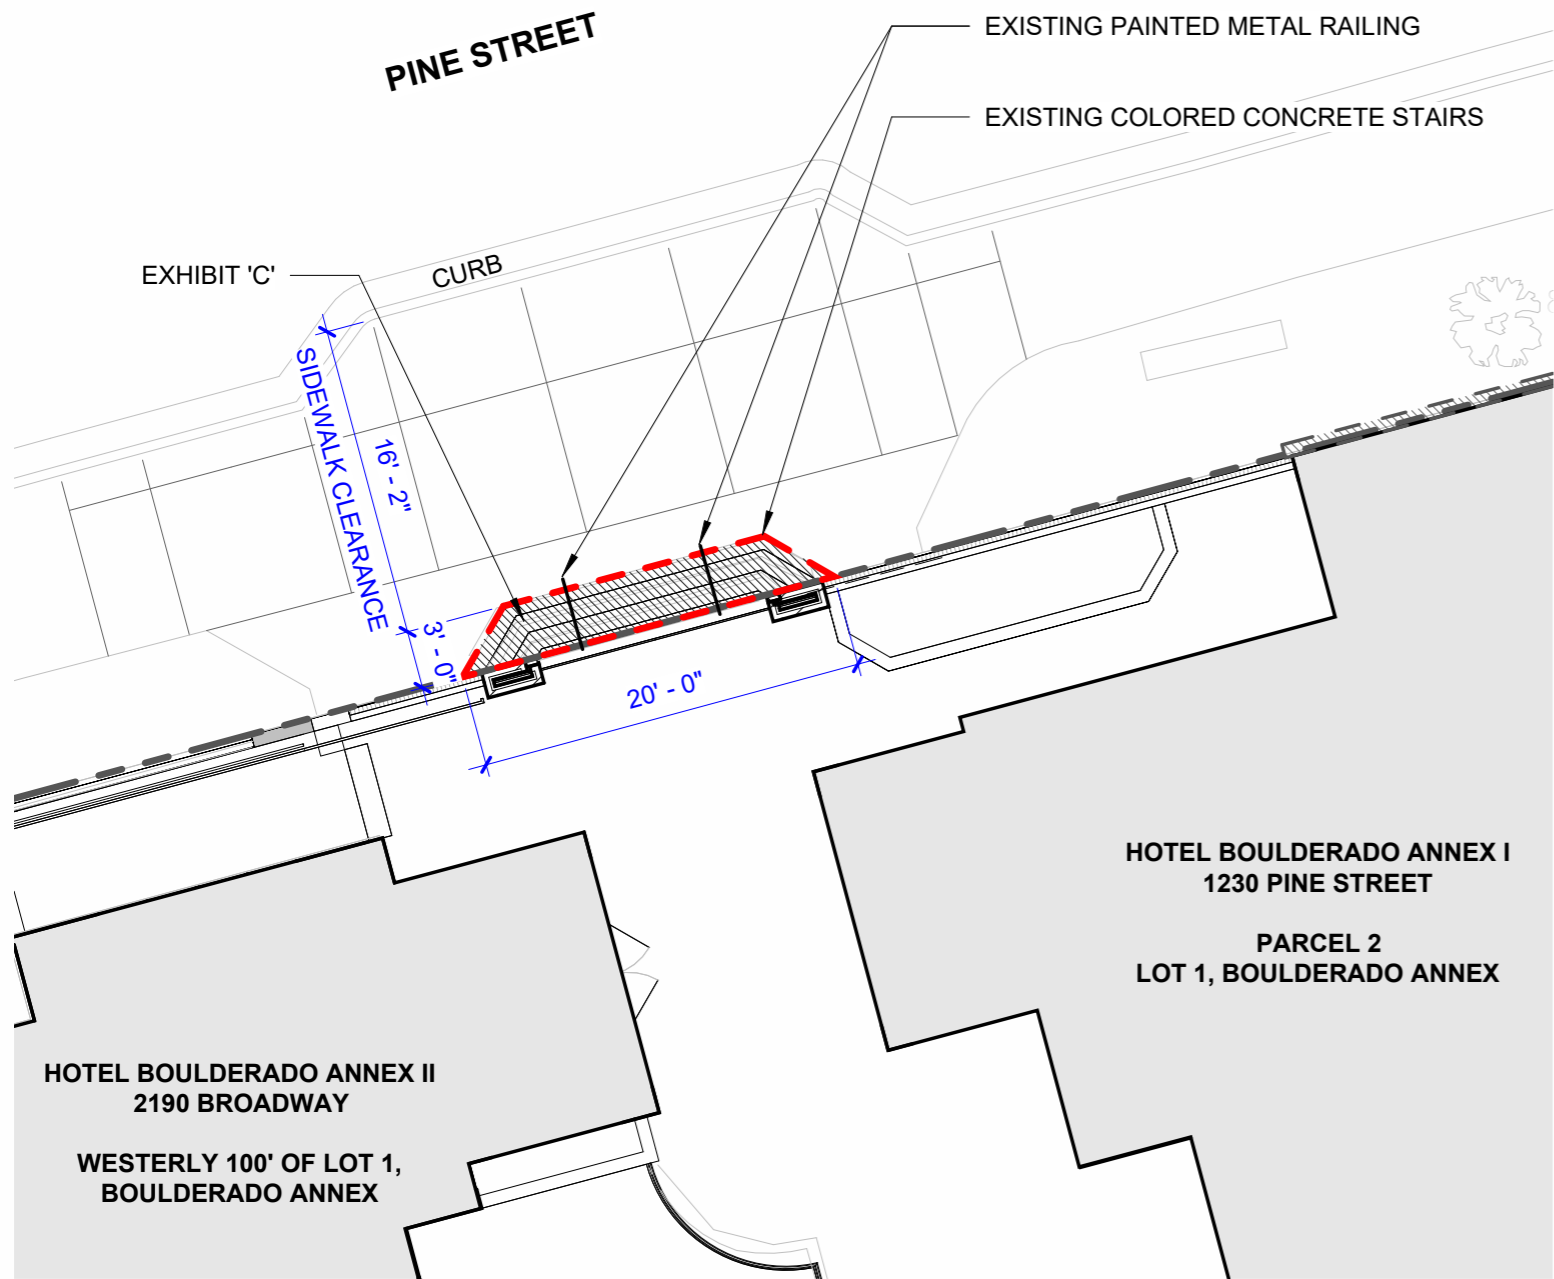 PINE STREET
EXISTING PAINTED METAL RAILING
EXISTING COLORED CONCRETE STAIRS
EXHIBIT 'C'
CURB
SIDEWALK CLEARANCE
16' - 2"
3' - 0"
20' - 0"
HOTEL BOULDERADO ANNEX I
1230 PINE STREET
PARCEL 2
LOT 1, BOULDERADO ANNEX
HOTEL BOULDERADO ANNEX II
2190 BROADWAY
WESTERLY 100' OF LOT 1,
BOULDERADO ANNEX